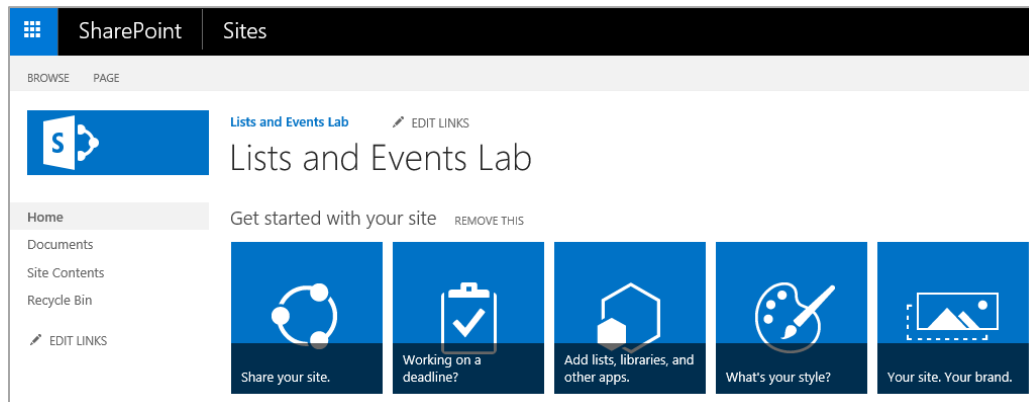 SharePoint Sites
BROWSE PAGE
S
Lists and Events Lab EDIT LINKS
Lists and Events Lab
Home
Documents
Site Contents
Recycle Bin
EDIT LINKS
Get started with your site REMOVE THIS
Share your site.
Working on a
deadline?
Add lists, libraries, and
other apps.
What's your style?
Your site. Your brand.